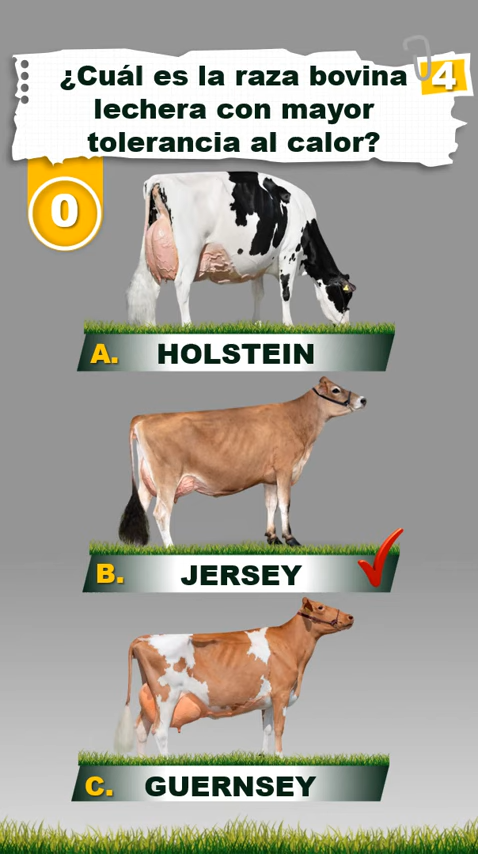 ¿Cuál es la raza bovina
lechera con mayor
tolerancia al calor?
4
0
A. HOLSTEIN
B. JERSEY
C. GUERNSEY